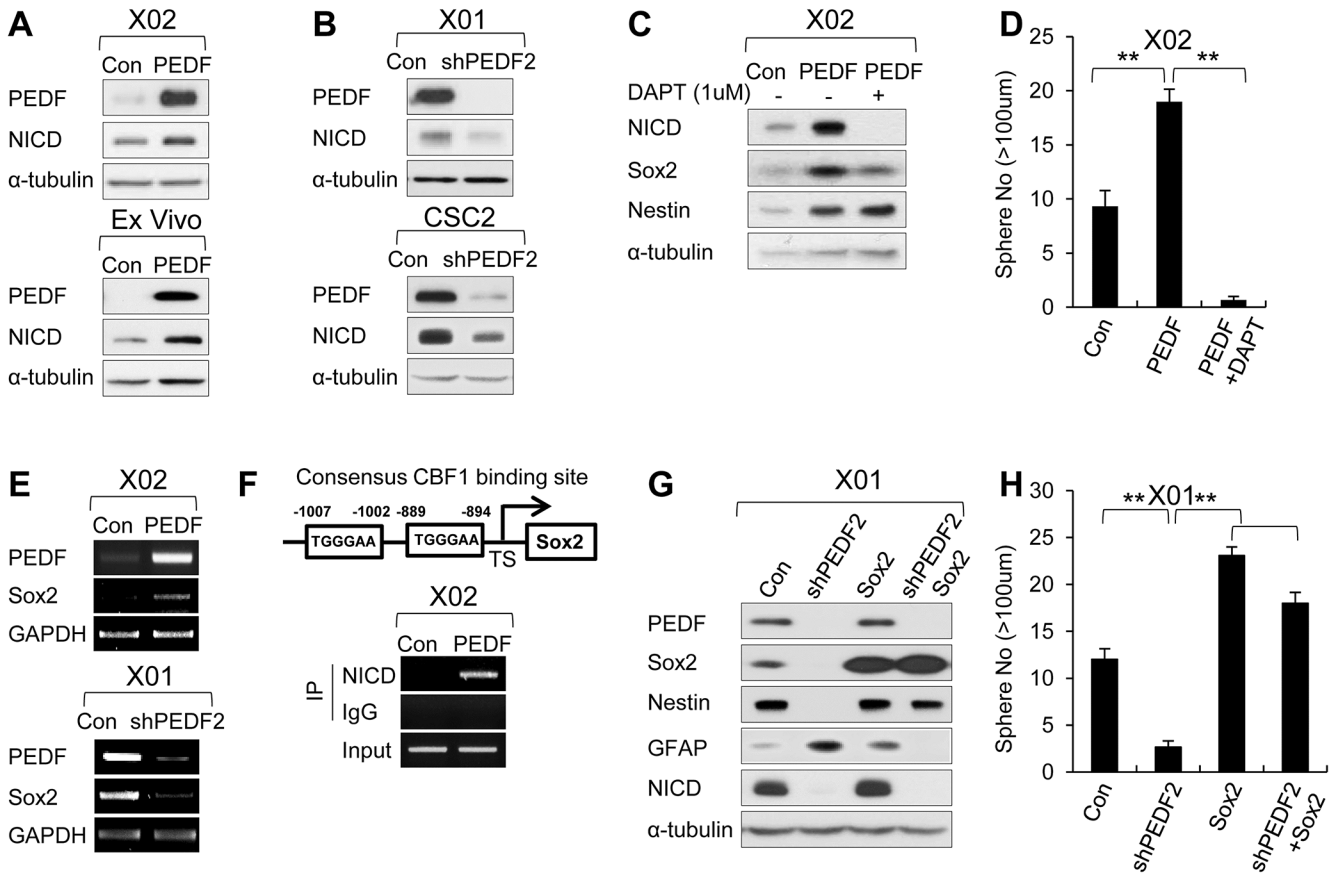 A
X02
Con PEDF
PEDF
NICD
α-tubulin
Ex Vivo
Con PEDF
PEDF
NICD
α-tubulin
B
X01
Con shPEDF2
PEDF
NICD
α-tubulin
CSC2
Con shPEDF2
PEDF
NICD
α-tubulin
C
X02
Con PEDF PEDF
DAPT (1uM) - - +
NICD
Sox2
Nestin
α-tubulin
D
X02
** **
Sphere No (>100um)
25
20
15
10
5
0
Con
PEDF
PEDF
+DAPT
E
X02
Con PEDF
PEDF
Sox2
GAPDH
X01
Con shPEDF2
PEDF
Sox2
GAPDH
F
Consensus CBF1 binding site
-1007 -1002 -889 -894
TGGGAA TGGGAA TS Sox2
X02
Con PEDF
IP
NICD
IgG
Input
G
X01
Con
shPEDF2
Sox2
shPEDF2
Sox2
PEDF
Sox2
Nestin
GFAP
NICD
α-tubulin
H
**X01**
Sphere No (>100um)
30
25
20
15
10
5
0
Con
shPEDF2
Sox2
shPEDF2
+Sox2